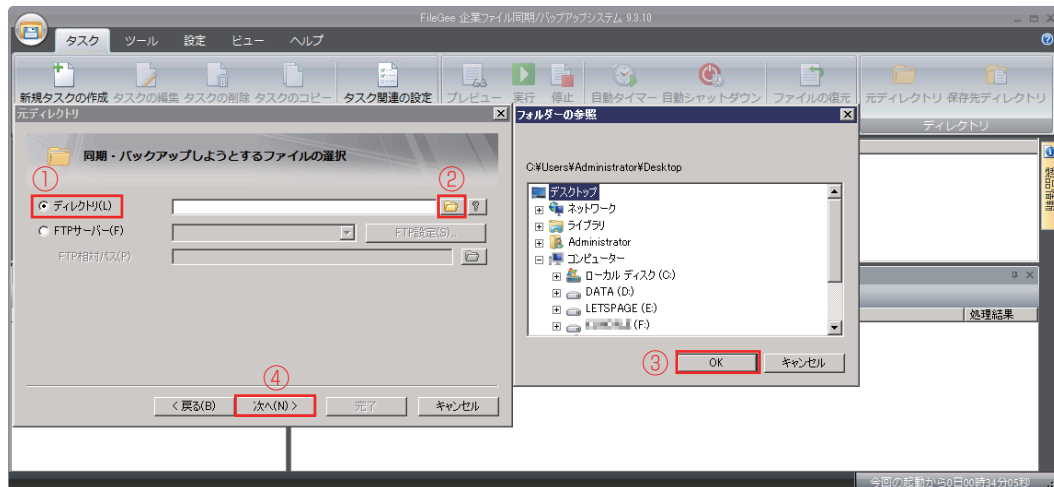 FileGee 企業ファイル同期/バップアップシステム 9.8.10
タスク ツール 設定 ビュー ヘルプ
新規タスクの作成 タスクの編集 タスクの削除 タスクのコピー タスク関連の設定 プレビュー 実行 停止 自動タイマー 自動シャットダウン ファイルの復元 元ディレクトリ 保存先ディレクトリ
ディレクトリ
元ディレクトリ
同期・バックアップしようとするファイルの選択
①
②
ディレクトリ(L)
FTPサーバー(F)
FTP設定(S)...
FTP相対パス(P)
④
< 戻る(B) 次へ(N) > 完了 キャンセル
フォルダーの参照
C:¥Users¥Administrator¥Desktop
デスクトップ
ネットワーク
ライブラリ
Administrator
コンピューター
ローカル ディスク (C:)
DATA (D:)
LETSPAGE (E:)
(F:)
③
OK キャンセル
処理結果
今回の起動から0日00時34分05秒